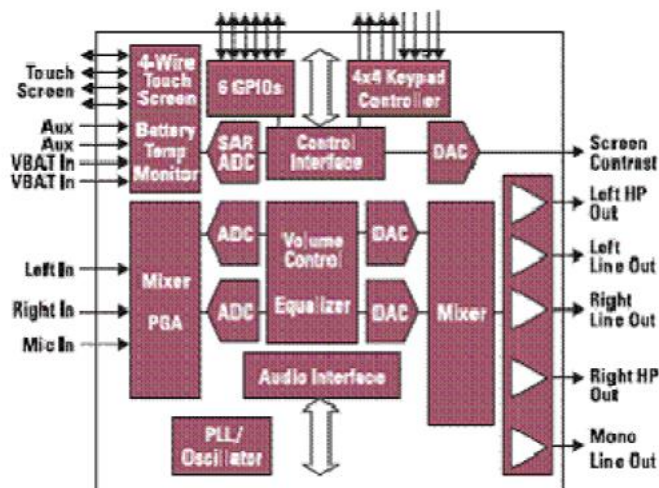 Touch
Screen
Aux
Aux
VBAT In
VBAT In
Left In
Right In
Mic In
4-Wire
Touch
Screen
Battery
Temp
Monitor
6 GPIOs
4x4 Keypad
Controller
SAR
ADC
Control
Interface
DAC
Mixer
PGA
ADC
ADC
Volume
Control
Equalizer
DAC
DAC
Mixer
Audio Interface
PLL/
Oscillator
Screen
Contrast
Left HP
Out
Left
Line Out
Right
Line Out
Right HP
Out
Mono
Line Out